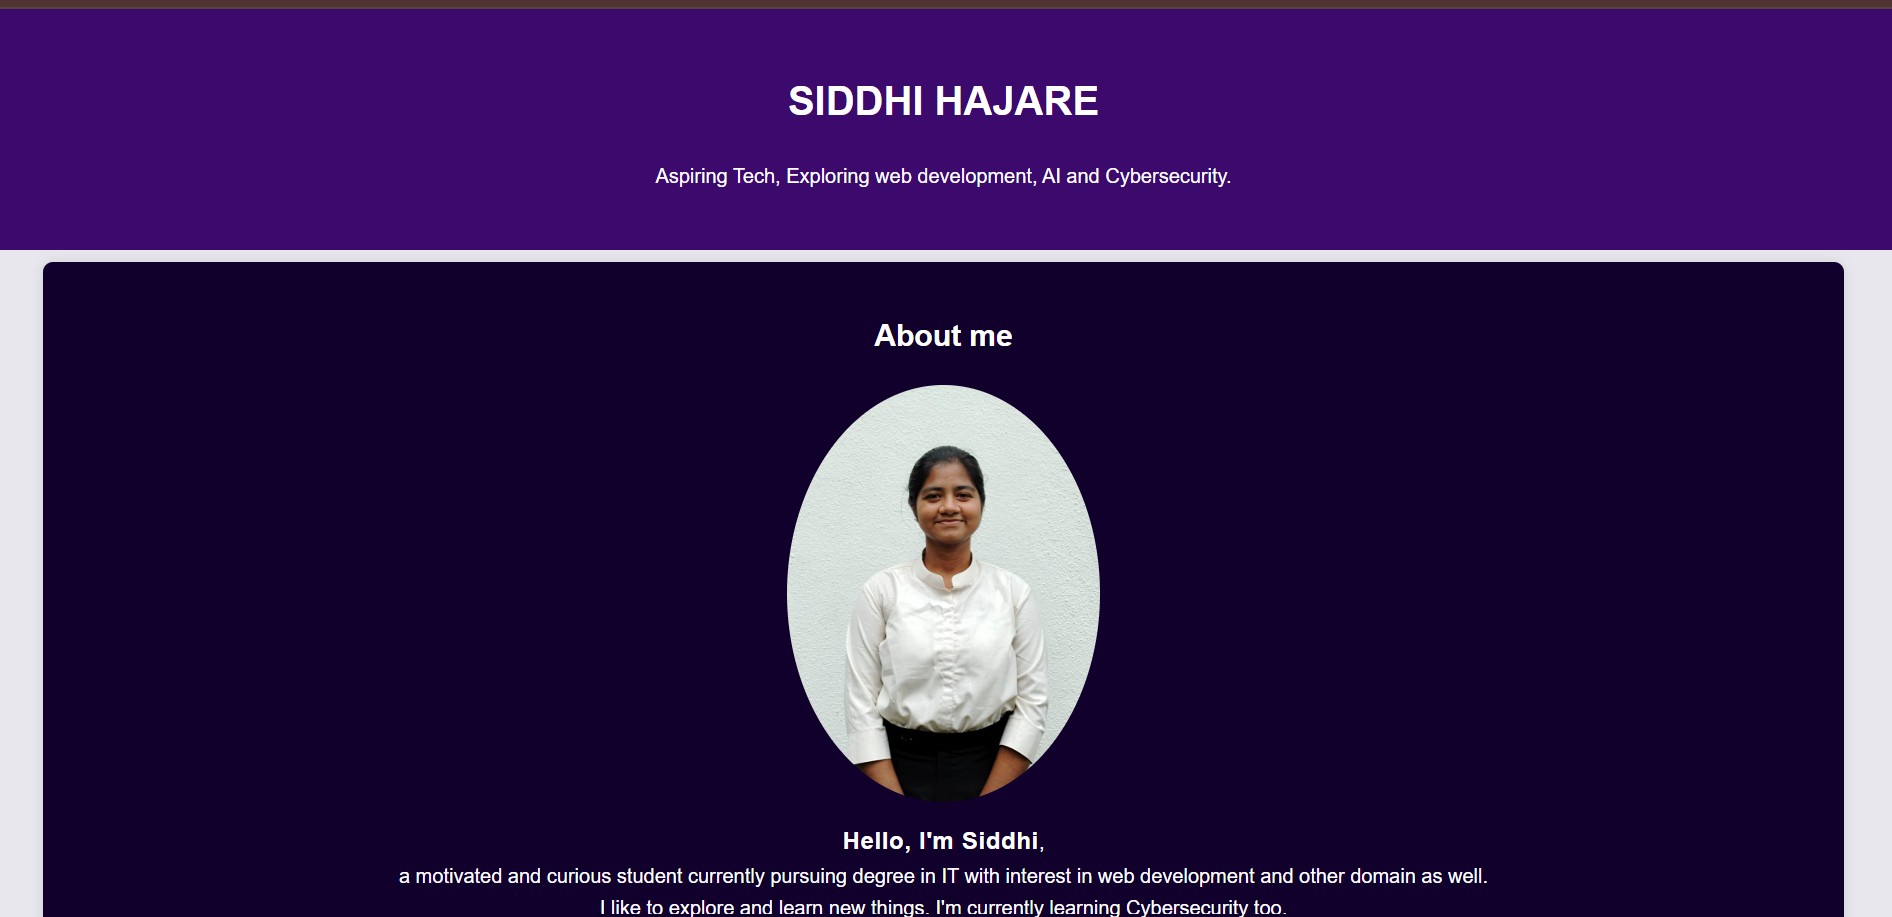 SIDDHI HAJARE
Aspiring Tech, Exploring web development, AI and Cybersecurity.
About me
Hello, I'm Siddhi,
a motivated and curious student currently pursuing degree in IT with interest in web development and other domain as well.
I like to explore and learn new things. I'm currently learning Cybersecurity too.